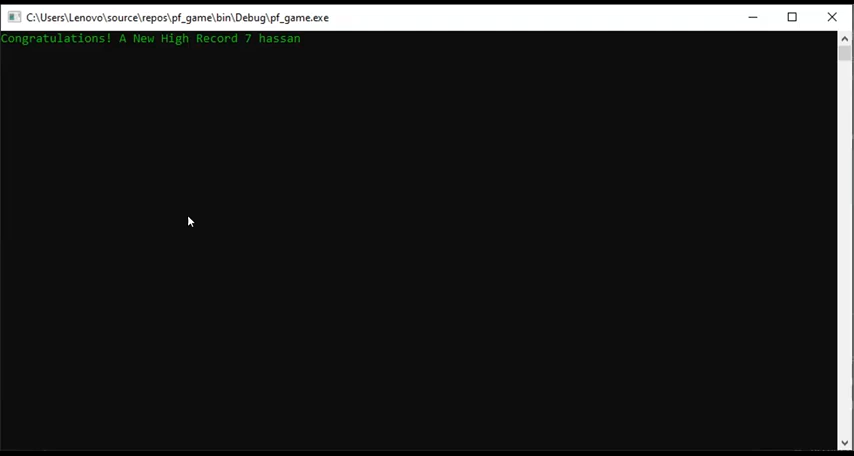 C:\Users\Lenovo\source\repos\pf_game\bin\Debug\pf_game.exe
Congratulations! A New High Record 7 hassan